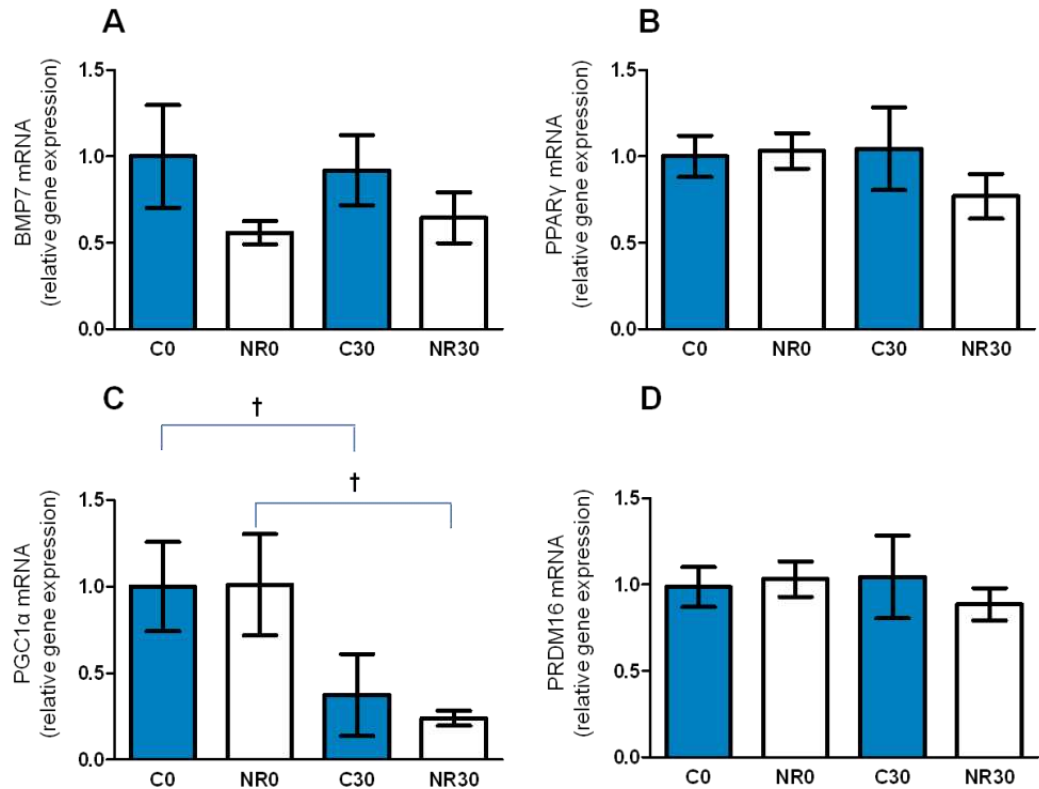 A
BMP7 mRNA
(relative gene expression)
1.5
1.0
0.5
0.0
C0 NR0 C30 NR30
B
PPARγ mRNA
(relative gene expression)
1.5
1.0
0.5
0.0
C0 NR0 C30 NR30
C
†
†
PGC1α mRNA
(relative gene expression)
1.5
1.0
0.5
0.0
C0 NR0 C30 NR30
D
PRDM16 mRNA
(relative gene expression)
1.5
1.0
0.5
0.0
C0 NR0 C30 NR30